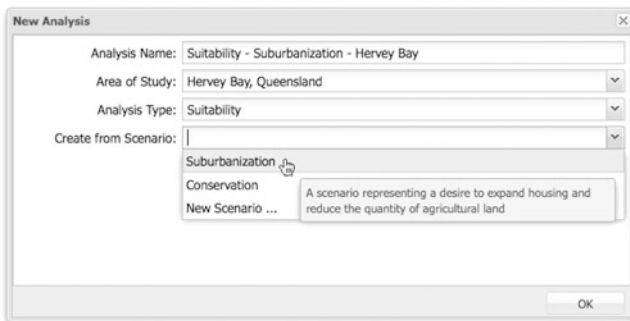 New Analysis
Analysis Name: Suitability - Suburbanization - Hervey Bay
Area of Study: Hervey Bay, Queensland
Analysis Type: Suitability
Create from Scenario:
Suburbanization
Conservation
New Scenario ...
A scenario representing a desire to expand housing and
reduce the quantity of agricultural land
OK